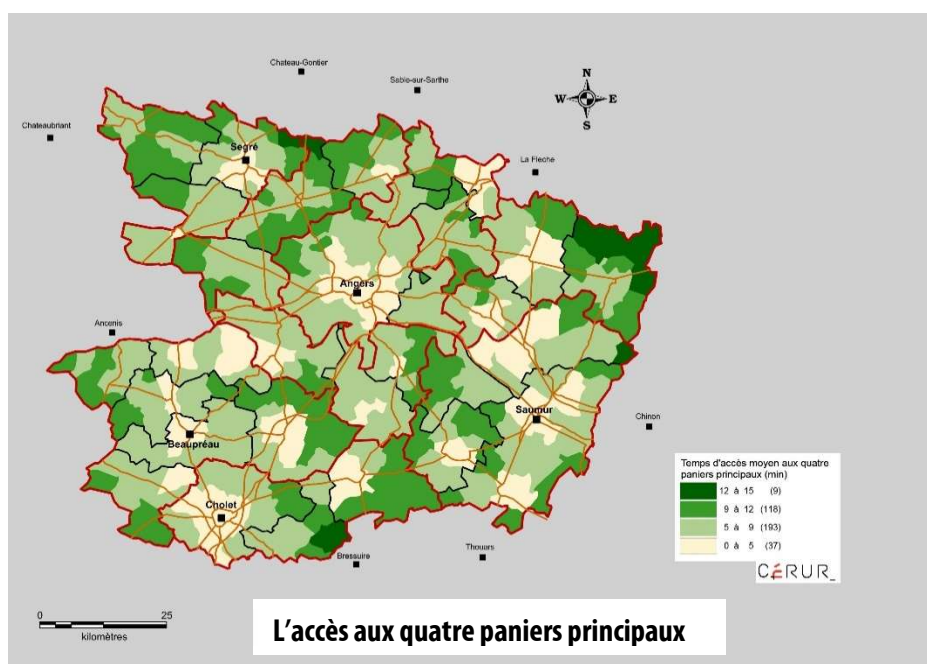 Chateau-Gontier
Sable-sur-Sarthe
N
W E
S
Chateaubriant
Segré
La Fleche
Angers
Ancenis
Saumur
Chinon
Beaupréau
Cholet
Bressuire
Thouars
Temps d'accès moyen aux quatre
paniers principaux (min)
12 à 15 (9)
9 à 12 (118)
5 à 9 (193)
0 à 5 (37)
CÉRUR_
0 25
kilomètres
L'accès aux quatre paniers principaux